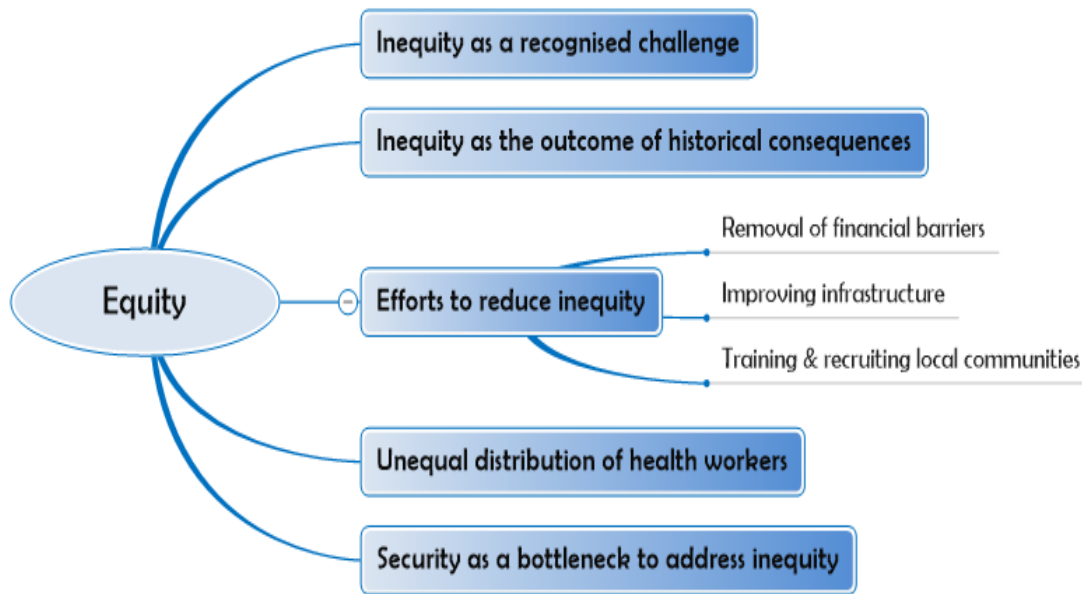 Inequity as a recognised challenge
Inequity as the outcome of historical consequences
Equity
Efforts to reduce inequity
Removal of financial barriers
Improving infrastructure
Training & recruiting local communities
Unequal distribution of health workers
Security as a bottleneck to address inequity